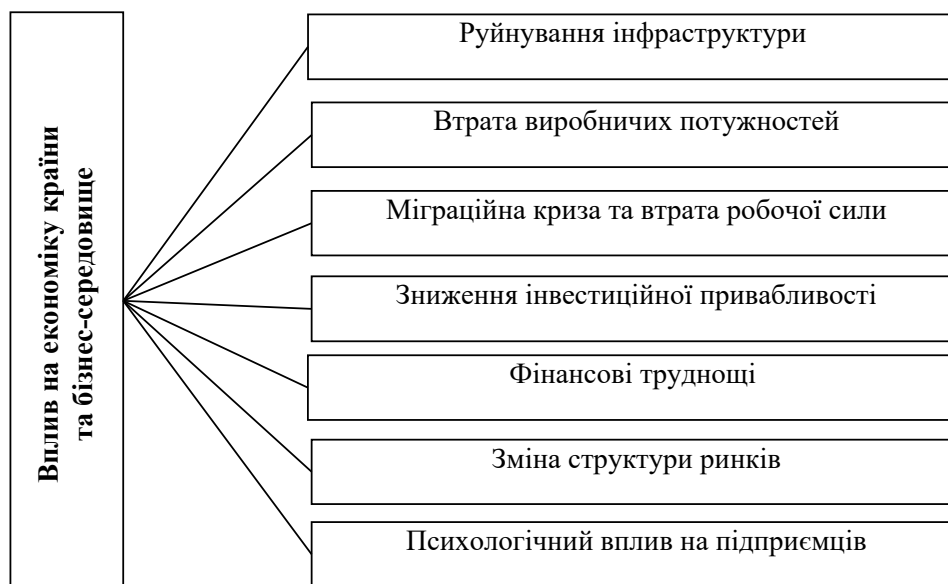 Вплив на економіку країни
та бізнес-середовище
Руйнування інфраструктури
Втрата виробничих потужностей
Міграційна криза та втрата робочої сили
Зниження інвестиційної привабливості
Фінансові труднощі
Зміна структури ринків
Психологічний вплив на підприємців